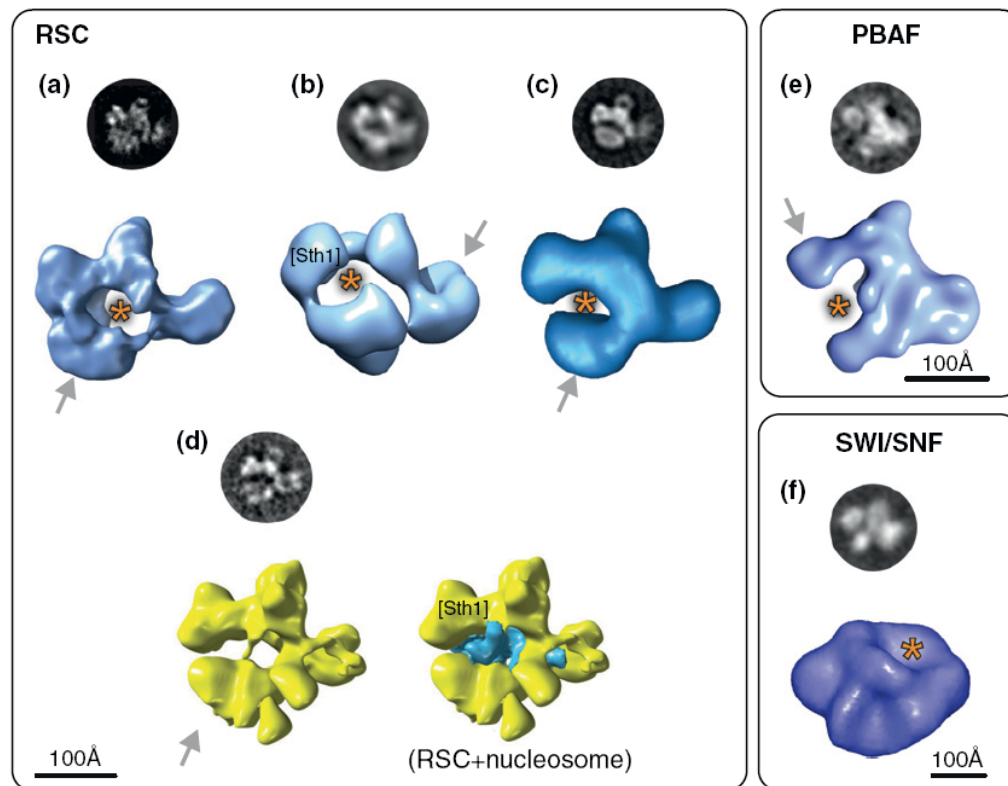 RSC
(a)
(b)
(c)
[Sth1]
*
*
*
(d)
[Sth1]
100Å
(RSC+nucleosome)
PBAF
(e)
*
100Å
SWI/SNF
(f)
*
100Å